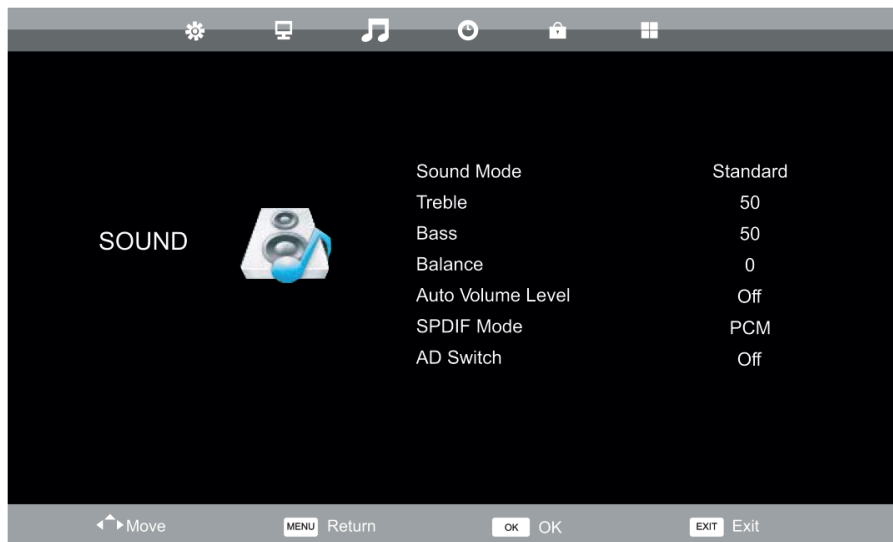 SOUND
Sound Mode Standard
Treble 50
Bass 50
Balance 0
Auto Volume Level Off
SPDIF Mode PCM
AD Switch Off
Move MENU Return OK OK EXIT Exit